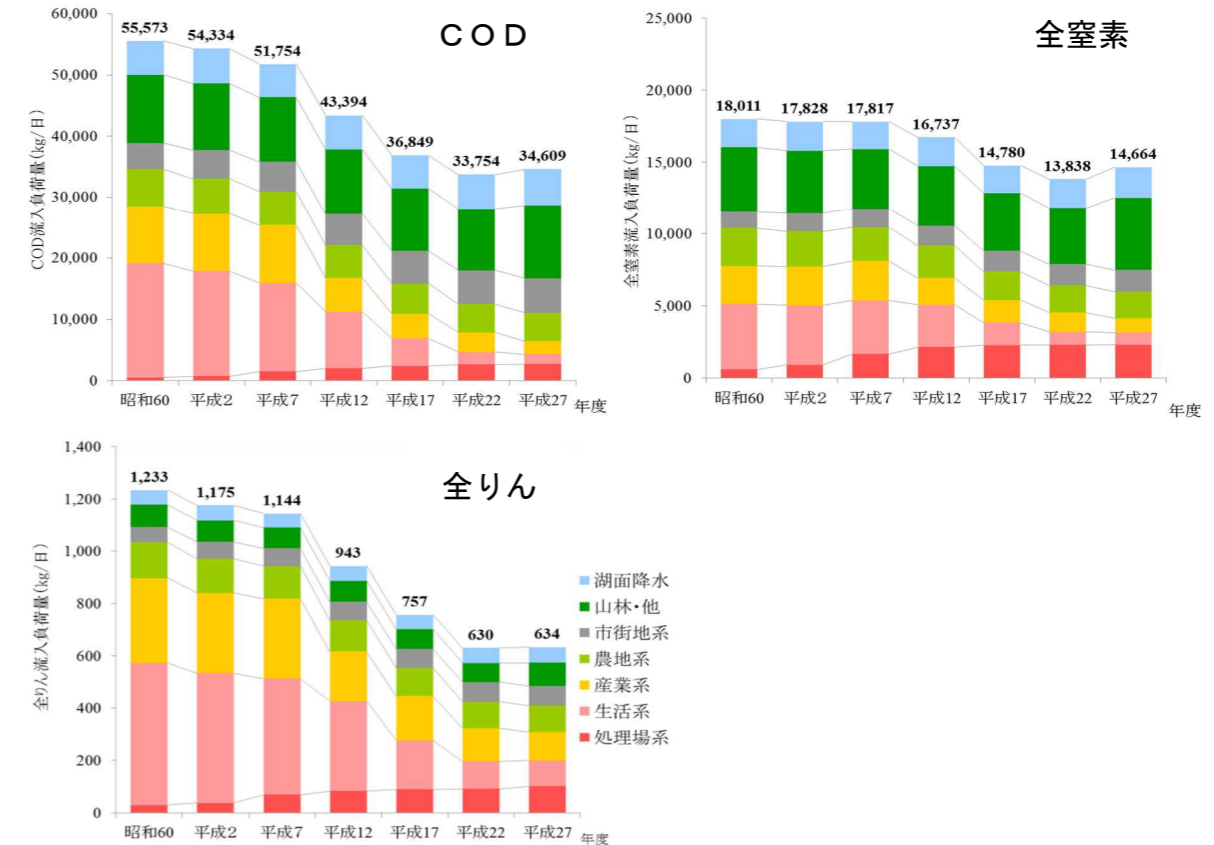 COD
COD流入負荷量(kg/日)
60,000
50,000
40,000
30,000
20,000
10,000
0
55,573
54,334
51,754
43,394
36,849
33,754
34,609
昭和60 平成2 平成7 平成12 平成17 平成22 平成27 年度
全窒素
全窒素流入負荷量(kg/日)
25,000
20,000
15,000
10,000
5,000
0
18,011
17,828
17,817
16,737
14,780
13,838
14,664
昭和60 平成2 平成7 平成12 平成17 平成22 平成27 年度
全りん
全りん流入負荷量(kg/日)
1,400
1,200
1,000
800
600
400
200
0
1,233
1,175
1,144
943
757
630
634
昭和60 平成2 平成7 平成12 平成17 平成22 平成27 年度
湖面降水
山林・他
市街地系
農地系
産業系
生活系
処理場系